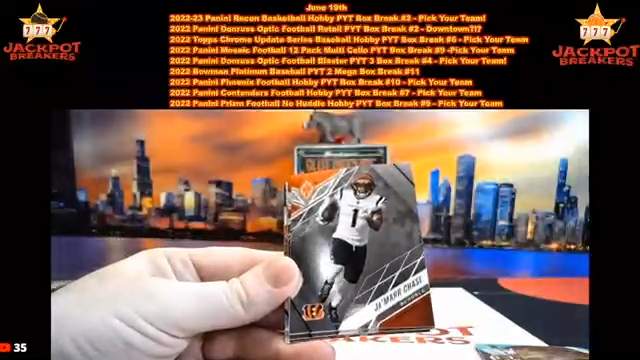 June 19th
2022-23 Panini Recon Basketball Hobby PYT Box Break #3 - Pick Your Team!
2022 Panini Donruss Football Retail PYT Box Break #2 - Downtown?!?
2022 Topps Chrome Update Series Baseball Hobby PYT Box Break #6 - Pick Your Team
2022 Panini Mosaic Football 12 Pack Multi Cello PYT Box Break #9 - Pick Your Team
2022 Panini Donruss Optic Football Blaster PYT 3 Box Break #4 - Pick Your Team!
2022 Bowman Platinum Baseball PYT 2 Mega Box Break #11
2022 Panini Phoenix Football Hobby PYT Box Break #10 - Pick Your Team
2022 Panini Contenders Football Hobby PYT Box Break #7 - Pick Your Team
2022 Panini Prism Football No Huddle Hobby PYT Box Break #9 - Pick Your Team
777
JACKPOT
BREAKERS
777
JACKPOT
BREAKERS
1
JA'MARR CHASE
BENGALS
JACKPOT
BREAKERS
35